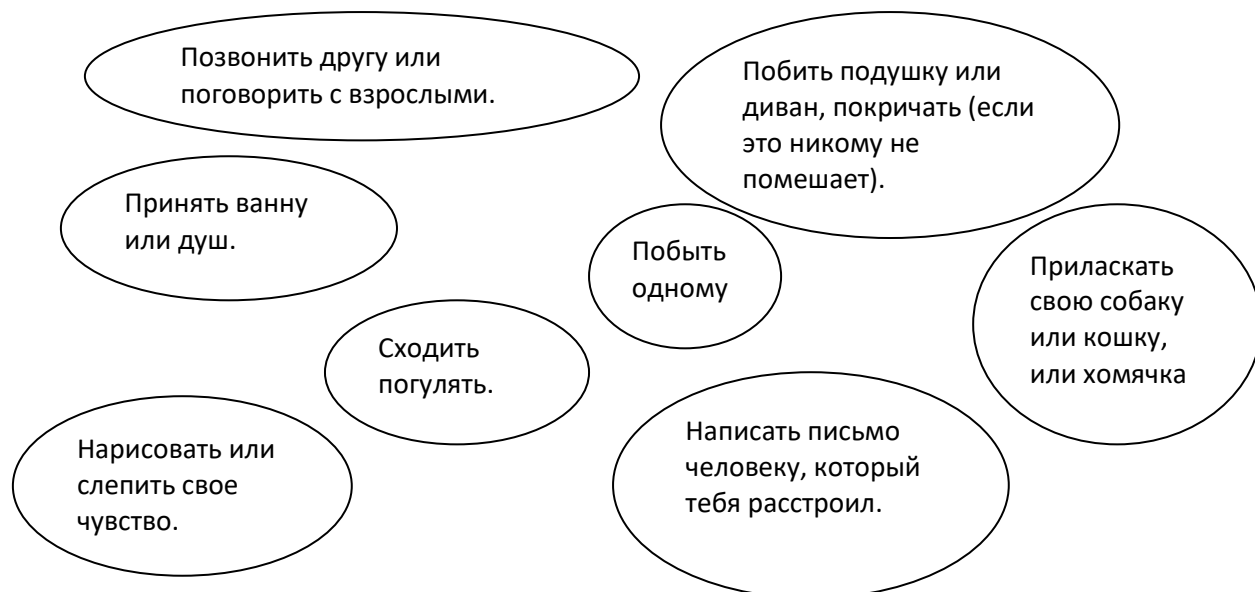 Позвонить другу или
поговорить с взрослыми.
Побить подушку или
диван, покричать (если
это никому не
помешает).
Принять ванну
или душ.
Побыть
одному
Приласкать
свою собаку
или кошку,
или хомячка
Сходить
погулять.
Нарисовать или
слепить свое
чувство.
Написать письмо
человеку, который
тебя расстроил.